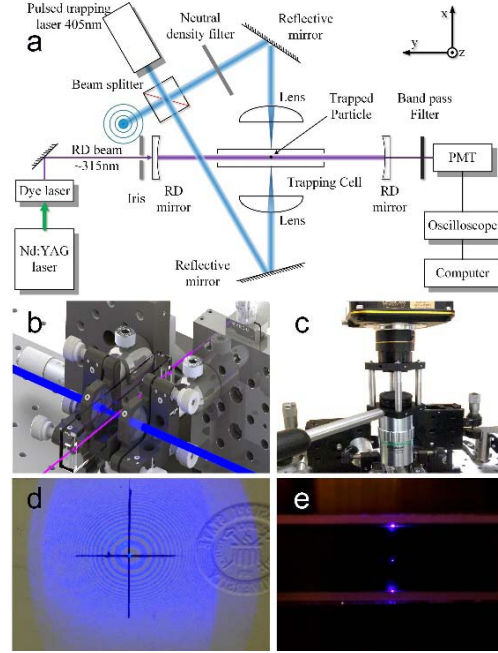 a
Pulsed trapping
laser 405nm
Neutral
density filter
Reflective
mirror
x
y
z
Beam splitter
Lens
Trapped
Particle
Band pass
Filter
RD beam
~315nm
PMT
Iris
RD
mirror
Trapping Cell
RD
mirror
Dye laser
Lens
Oscilloscope
Nd:YAG
laser
Reflective
mirror
Computer
b
c
d
e